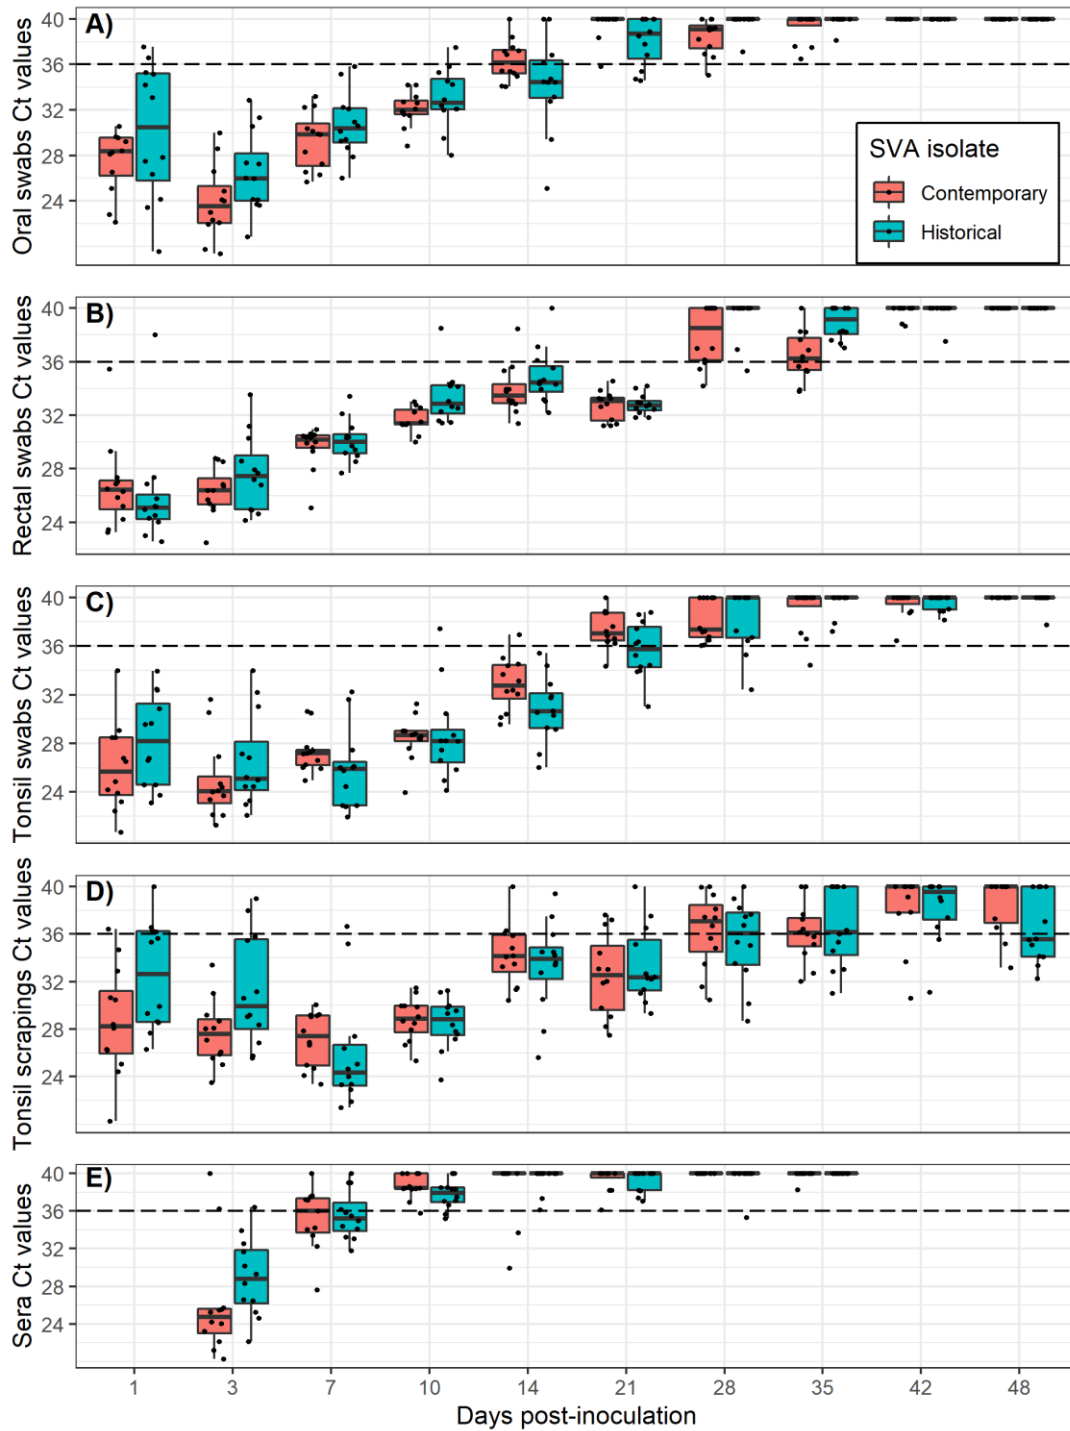 A)
Oral swabs Ct values
40
36
32
28
24
SVA isolate
Contemporary
Historical
B)
Rectal swabs Ct values
40
36
32
28
24
C)
Tonsil swabs Ct values
40
36
32
28
24
D)
Tonsil scrapings Ct values
40
36
32
28
24
E)
Sera Ct values
40
36
32
28
24
1 3 7 10 14 21 28 35 42 48
Days post-inoculation